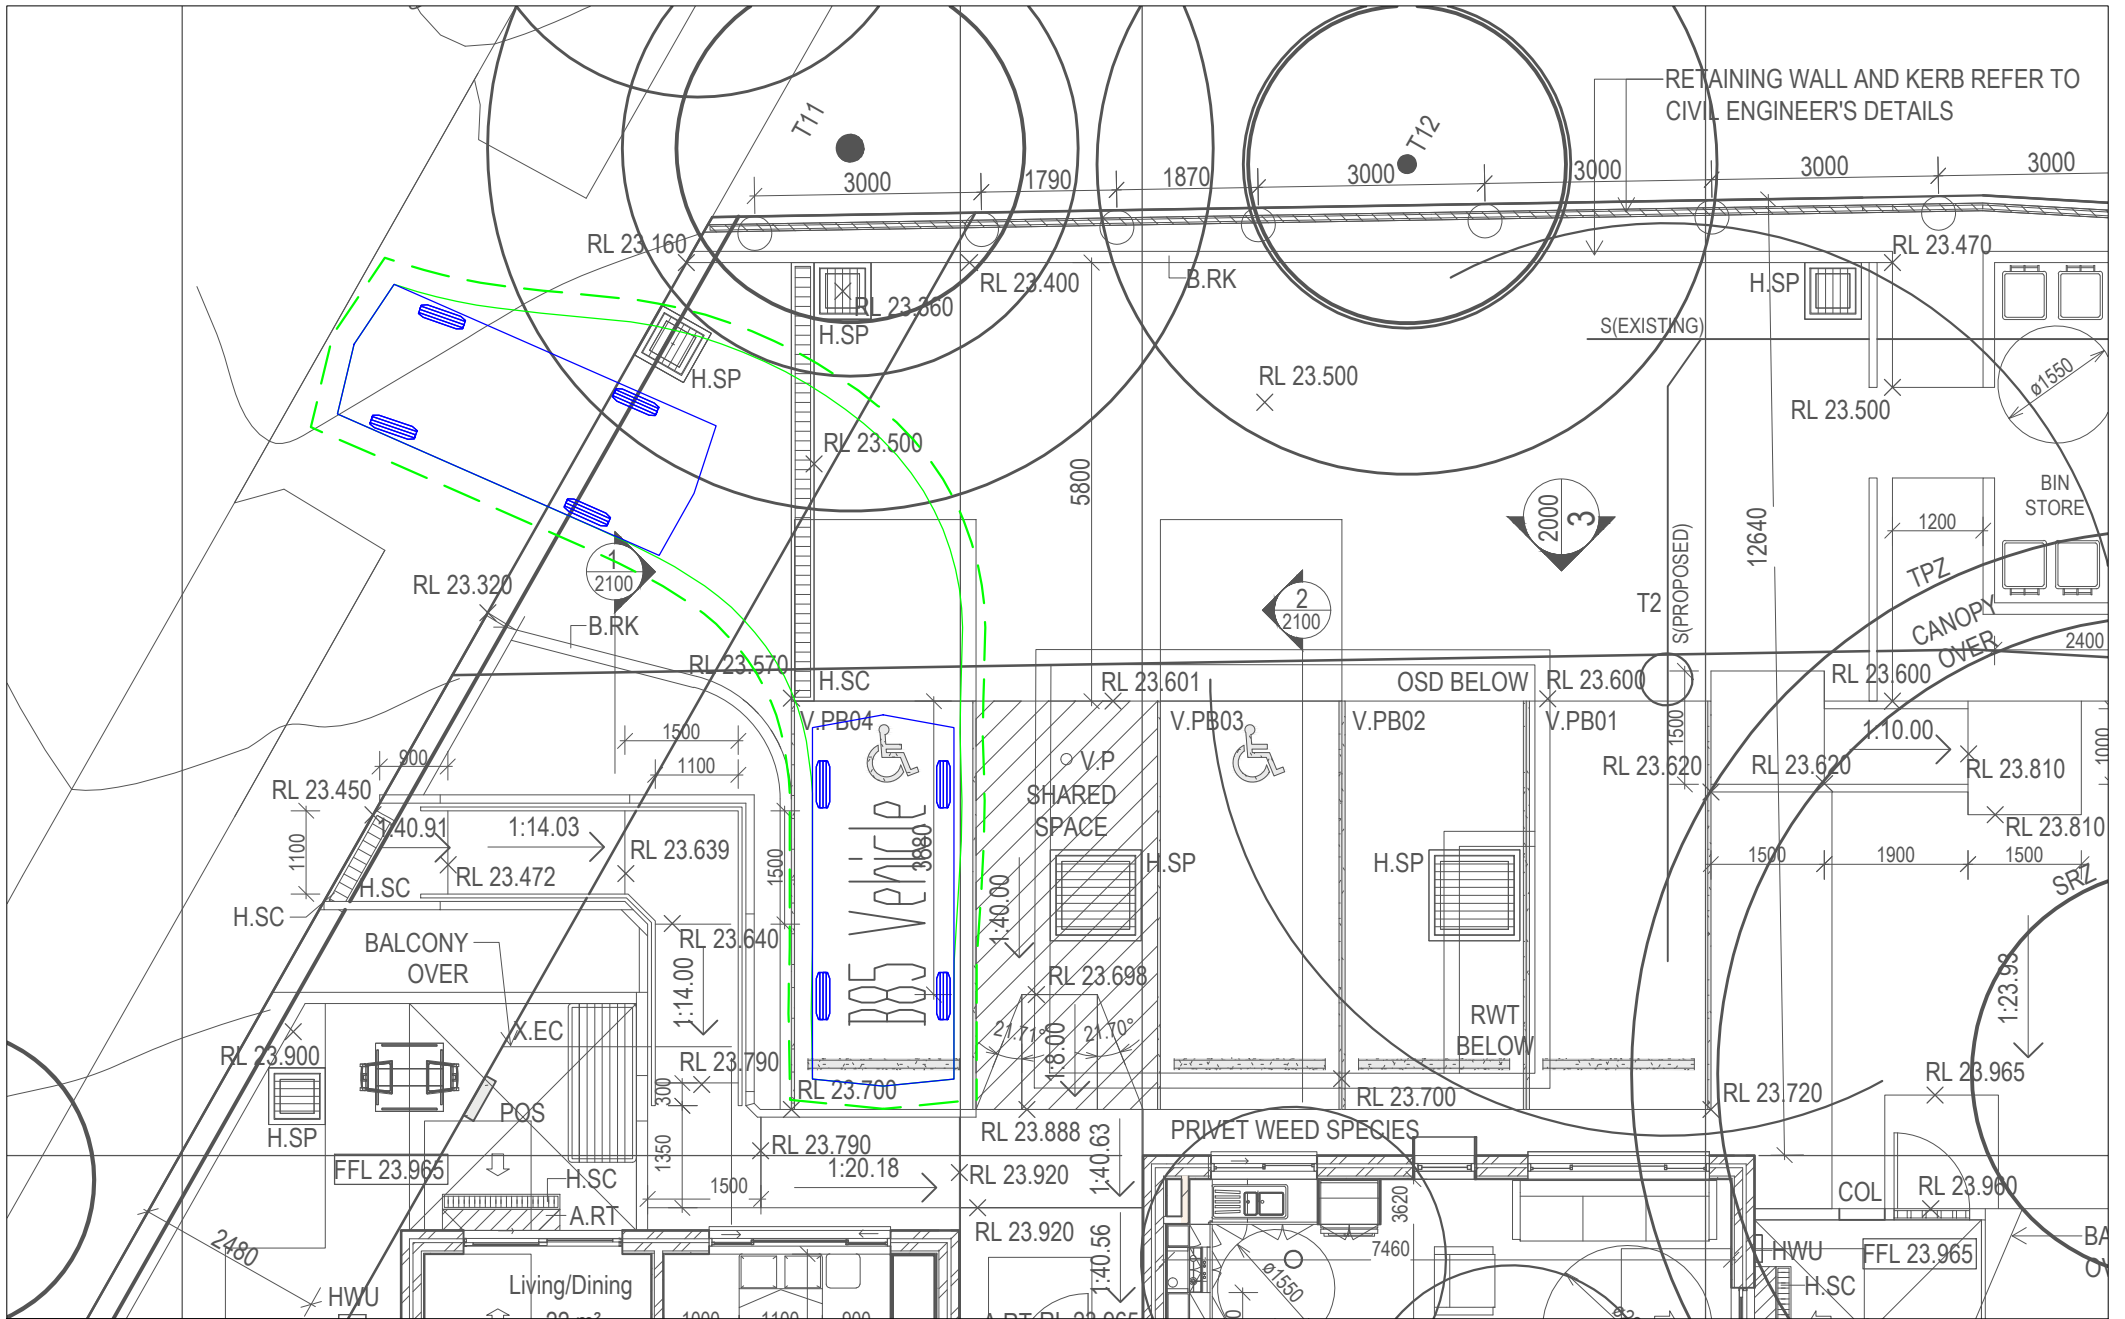 RETAINING WALL AND KERB REFER TO
CIVIL ENGINEER'S DETAILS
T11
T12
3000
1790
1870
3000
3000
3000
3000
RL 23.160
RL 23.400
B.RK
RL 23.470
H.SP
RL 23.360
H.SP
H.SP
S(EXISTING)
RL 23.500
RL 23.500
ø1550
RL 23.500
5800
BIN
STORE
1200
2000
3
12640
S(PROPOSED)
TPZ
CANOPY
OVER
1
2100
2
2100
RL 23.320
B.RK
T2
2400
RL 23.570
H.SC
RL 23.601
OSD BELOW
RL 23.600
RL 23.600
V.PB04
V.PB03
V.PB02
V.PB01
1500
1500
1:10.00
1000
900
1100
V.P
SHARED
SPACE
RL 23.620
RL 23.620
RL 23.810
RL 23.450
1:40.91
1:14.03
B85 Vehicle
3880
RL 23.810
1100
RL 23.639
1500
H.SP
H.SP
1500
1900
1500
RL 23.472
H.SC
H.SC
SRZ
1:40.00
BALCONY
OVER
RL 23.640
1:14.00
RL 23.698
1:23.93
X.EC
21.71°
21.70°
1:8.00
RWT
BELOW
RL 23.900
RL 23.790
300
RL 23.700
RL 23.700
RL 23.720
RL 23.965
POS
H.SP
RL 23.888
PRIVET WEED SPECIES
RL 23.790
1350
1:20.18
1:40.63
FFL 23.965
H.SC
1500
RL 23.920
A.RT
RL 23.920
3620
COL
RL 23.960
2480
7460
HWU
FFL 23.965
BA
1:40.56
ø1550
H.SC
Living/Dining
HWU
1000
1100
900